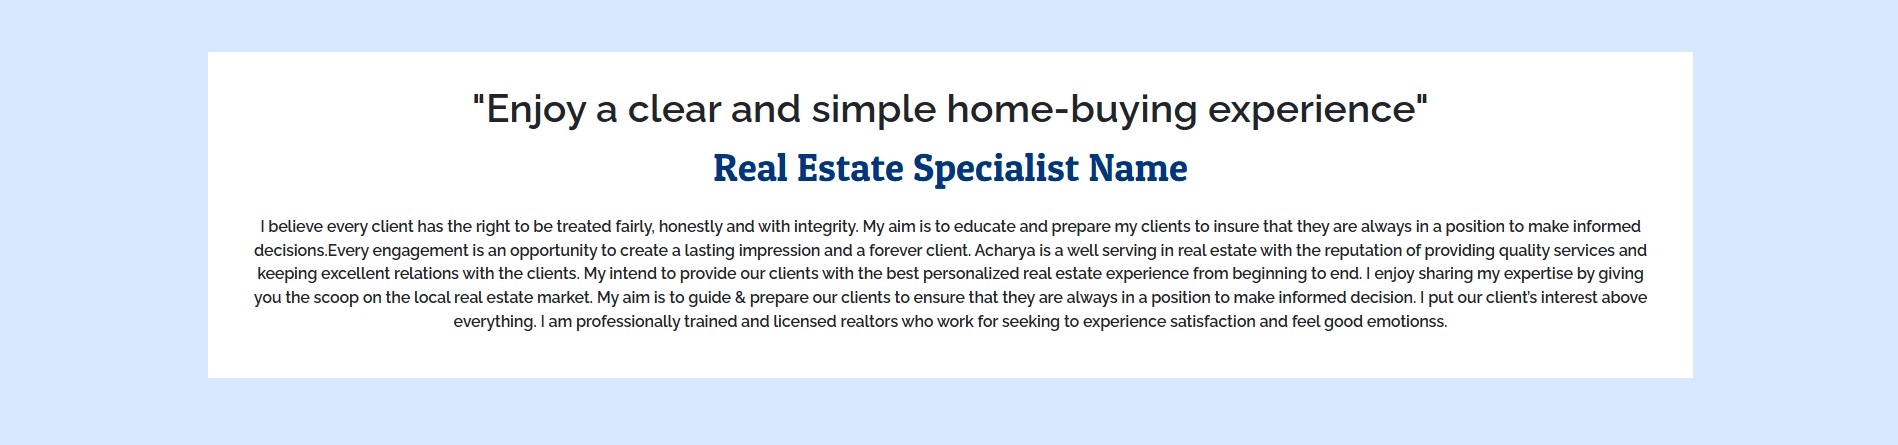 "Enjoy a clear and simple home-buying experience"
Real Estate Specialist Name
I believe every client has the right to be treated fairly, honestly and with integrity. My aim is to educate and prepare my clients to insure that they are always in a position to make informed
decisions.Every engagement is an opportunity to create a lasting impression and a forever client. Acharya is a well serving in real estate with the reputation of providing quality services and
keeping excellent relations with the clients. My intend to provide our clients with the best personalized real estate experience from beginning to end. I enjoy sharing my expertise by giving
you the scoop on the local real estate market. My aim is to guide & prepare our clients to ensure that they are always in a position to make informed decision. I put our client's interest above
everything. I am professionally trained and licensed realtors who work for seeking to experience satisfaction and feel good emotionss.